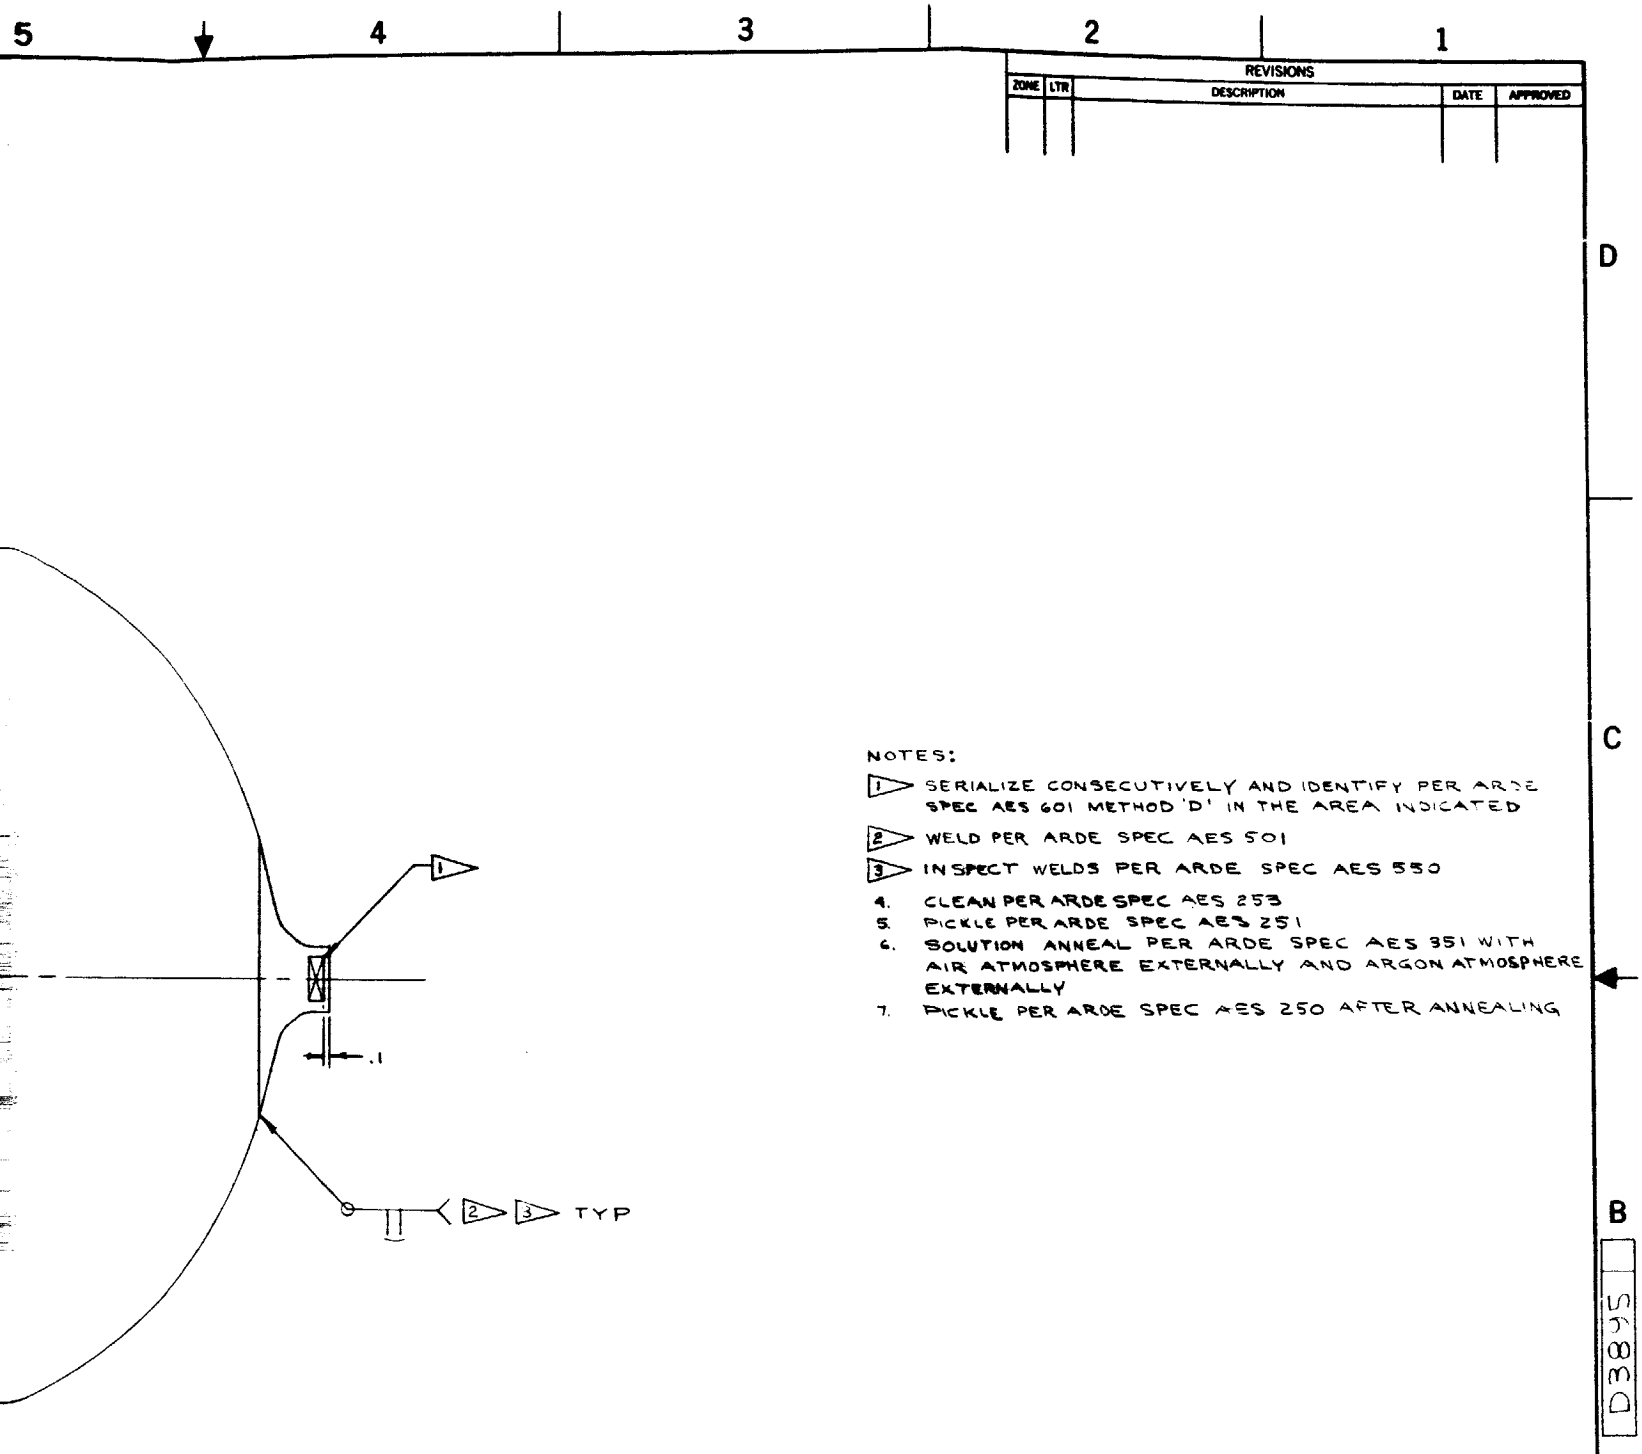 5 4 3 2 1
REVISIONS
ZONE LTR DESCRIPTION DATE APPROVED
D
C
NOTES:
1 SERIALIZE CONSECUTIVELY AND IDENTIFY PER ARDE
SPEC AES 601 METHOD 'D' IN THE AREA INDICATED
2 WELD PER ARDE SPEC AES 501
3 INSPECT WELDS PER ARDE SPEC AES 550
4. CLEAN PER ARDE SPEC AES 253
5. PICKLE PER ARDE SPEC AES 251
6. SOLUTION ANNEAL PER ARDE SPEC AES 351 WITH
AIR ATMOSPHERE EXTERNALLY AND ARGON ATMOSPHERE
EXTERNALLY
7. PICKLE PER ARDE SPEC AES 250 AFTER ANNEALING
1
.1
2 3 TYP
B
D3895